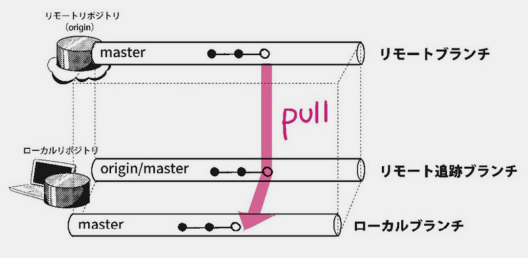 リモートリポジトリ
(origin)
master
リモートブランチ
pull
ローカルリポジトリ
origin/master
リモート追跡ブランチ
master
ローカルブランチ